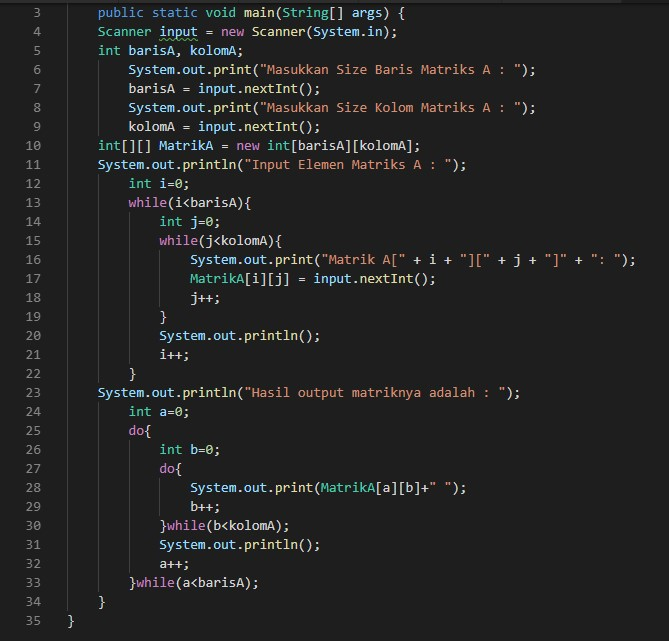 3 public static void main(String[] args) {
4 Scanner input = new Scanner(System.in);
5 int barisA, kolomA;
6 System.out.print("Masukkan Size Baris Matriks A : ");
7 barisA = input.nextInt();
8 System.out.print("Masukkan Size Kolom Matriks A : ");
9 kolomA = input.nextInt();
10 int[][] MatrikA = new int[barisA][kolomA];
11 System.out.println("Input Elemen Matriks A : ");
12 int i=0;
13 while(i<barisA){
14 int j=0;
15 while(j<kolomA){
16 System.out.print("Matrik A[" + i + "][" + j + "]" + ": ");
17 MatrikA[i][j] = input.nextInt();
18 j++;
19 }
20 System.out.println();
21 i++;
22 }
23 System.out.println("Hasil output matriknya adalah : ");
24 int a=0;
25 do{
26 int b=0;
27 do{
28 System.out.print(MatrikA[a][b]+" ");
29 b++;
30 }while(b<kolomA);
31 System.out.println();
32 a++;
33 }while(a<barisA);
34 }
35 }